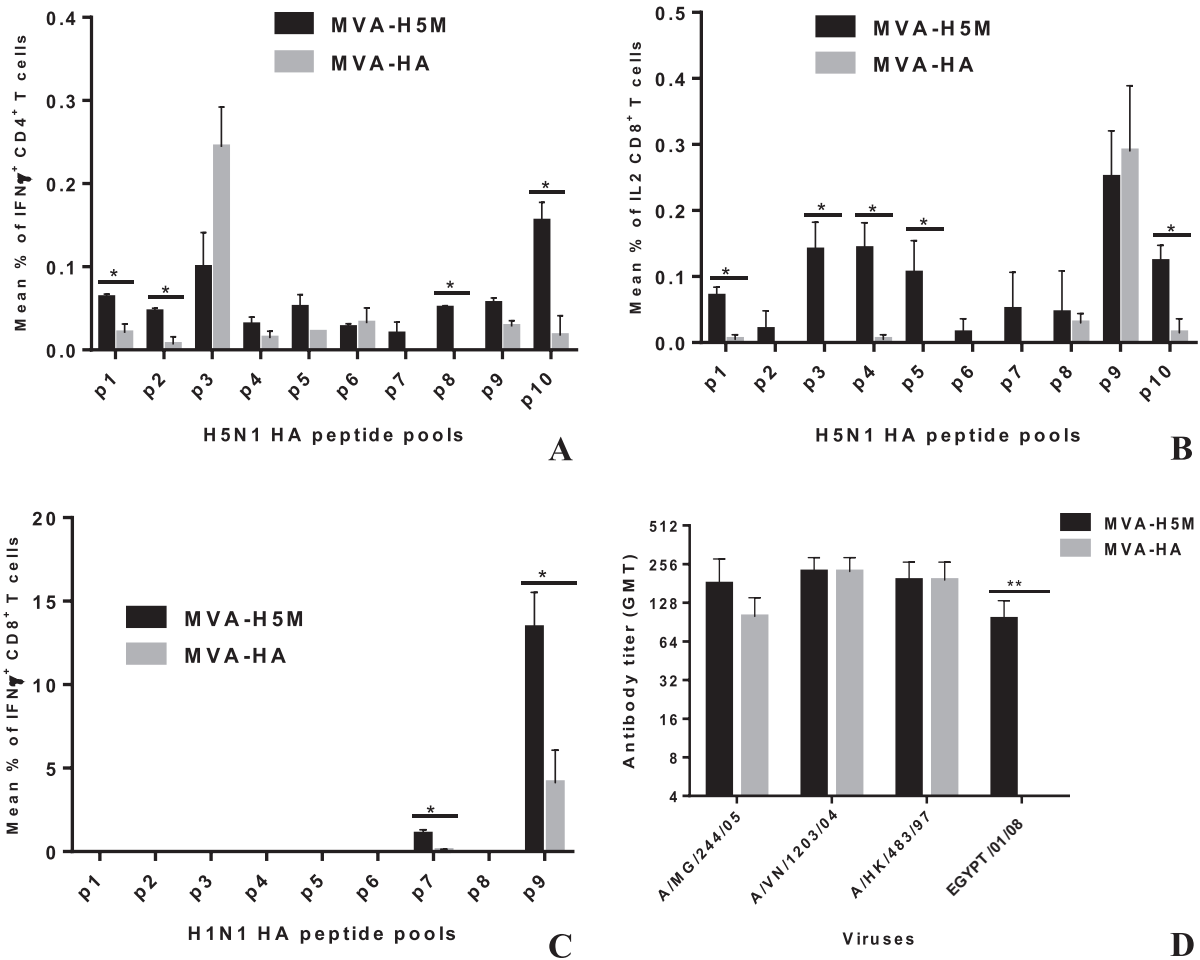 Mean % of IFNγ+ CD4+ T cells
0.4
0.3
0.2
0.1
0.0
MVA-H5M
MVA-HA
*
*
*
*
p1 p2 p3 p4 p5 p6 p7 p8 p9 p10
H5N1 HA peptide pools
A
Mean % of IL2 CD8+ T cells
0.5
0.4
0.3
0.2
0.1
0.0
MVA-H5M
MVA-HA
*
*
*
*
*
p1 p2 p3 p4 p5 p6 p7 p8 p9 p10
H5N1 HA peptide pools
B
Mean % of IFNγ+ CD8+ T cells
20
15
10
5
0
MVA-H5M
MVA-HA
*
*
p1 p2 p3 p4 p5 p6 p7 p8 p9
H1N1 HA peptide pools
C
Antibody titer (GMT)
512
256
128
64
32
16
8
4
MVA-H5M
MVA-HA
**
A/MG/244/05
A/VN/1203/04
A/HK/483/97
EGYPT/01/08
Viruses
D